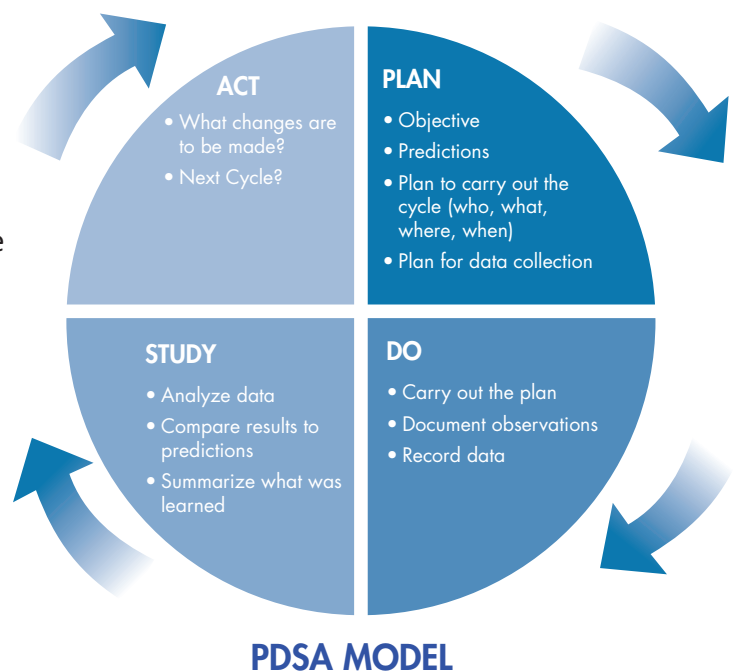 ACT
• What changes are
to be made?
• Next Cycle?
PLAN
• Objective
• Predictions
• Plan to carry out the
cycle (who, what,
where, when)
• Plan for data collection
e
STUDY
• Analyze data
• Compare results to
predictions
• Summarize what was
learned
DO
• Carry out the plan
• Document observations
• Record data
PDSA MODEL